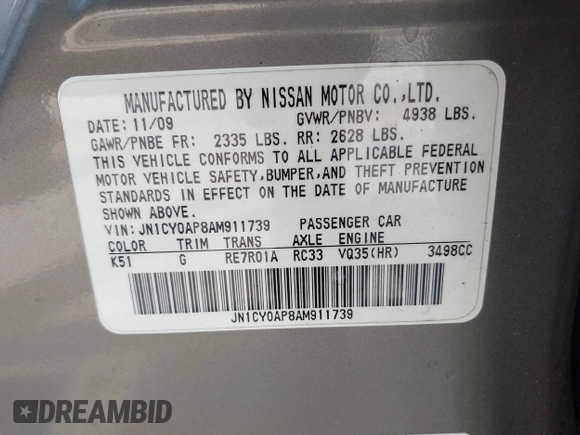 MANUFACTURED BY NISSAN MOTOR CO.,LTD.
DATE: 11/09 GVWR/PNBV: 4938 LBS.
GAWR/PNBE FR: 2335 LBS. RR: 2628 LBS.
THIS VEHICLE CONFORMS TO ALL APPLICABLE FEDERAL
MOTOR VEHICLE SAFETY,BUMPER,AND THEFT PREVENTION
STANDARDS IN EFFECT ON THE DATE OF MANUFACTURE
SHOWN ABOVE.
VIN: JN1CY0AP8AM911739 PASSENGER CAR
COLOR TRIM TRANS AXLE ENGINE
K51 G RE7R01A RC33 VQ35(HR) 3498CC
JN1CY0AP8AM911739
DREAMBID